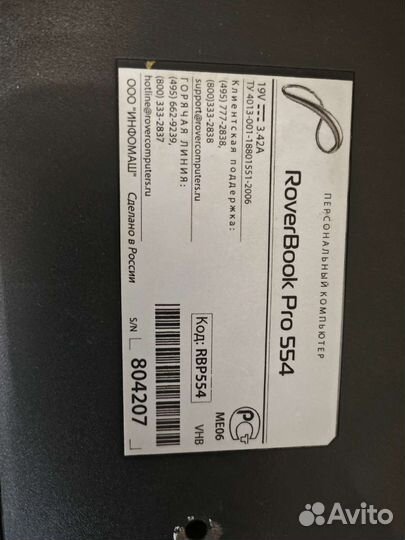 ПЕРСОНАЛЬНЫЙ КОМПЬЮТЕР
RoverBook Pro 554
19V 3.42A
ТУ 4013-001-18801551-2006
Клиентская поддержка:
(495) 777-2838,
(800)333-2838
support@rovercomputers.ru
ГОРЯЧАЯ ЛИНИЯ:
(495) 662-9239,
(800) 333-2837
hotline@rovercomputers.ru
ООО "ИНФОМАШ" Сделано в России
РСТ
ME06
Код: RBP554
VHB
S/N 804207
Avito